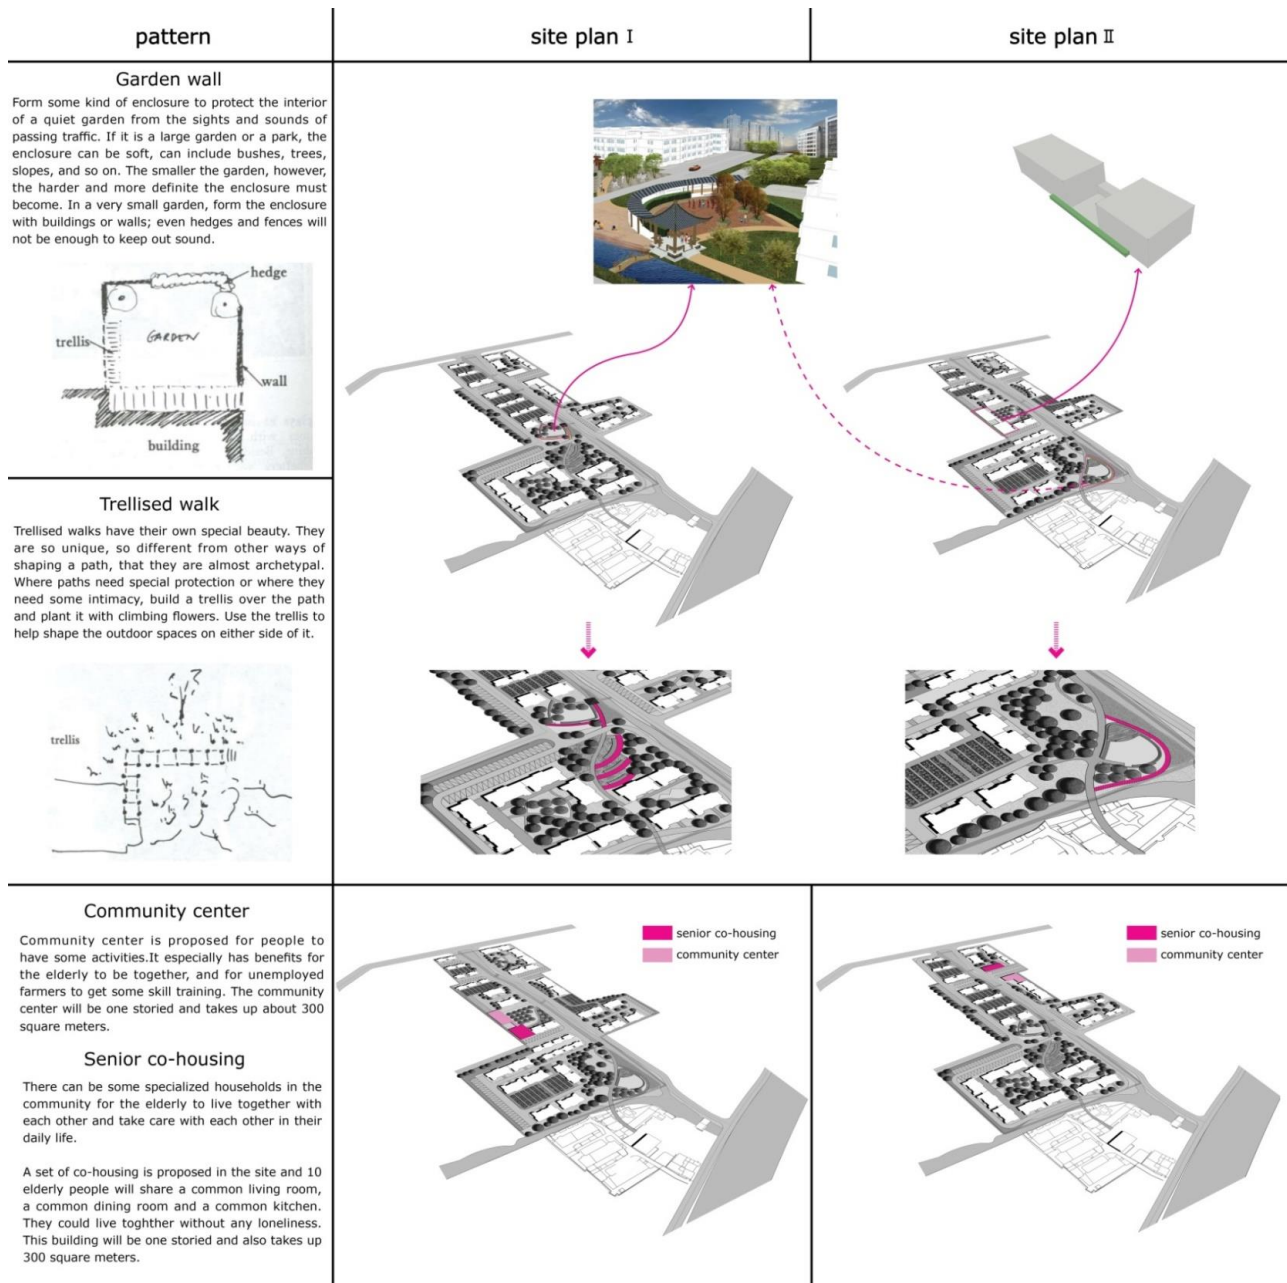 pattern
site plan I
site plan II
Garden wall
Form some kind of enclosure to protect the interior
of a quiet garden from the sights and sounds of
passing traffic. If it is a large garden or a park, the
enclosure can be soft, can include bushes, trees,
slopes, and so on. The smaller the garden, however,
the harder and more definite the enclosure must
become. In a very small garden, form the enclosure
with buildings or walls; even hedges and fences will
not be enough to keep out sound.
hedge
trellis
GARDEN
wall
building
Trellised walk
Trellised walks have their own special beauty. They
are so unique, so different from other ways of
shaping a path, that they are almost archetypal.
Where paths need special protection or where they
need some intimacy, build a trellis over the path
and plant it with climbing flowers. Use the trellis to
help shape the outdoor spaces on either side of it.
trellis
Community center
Community center is proposed for people to
have some activities.It especially has benefits for
the elderly to be together, and for unemployed
farmers to get some skill training. The community
center will be one storied and takes up about 300
square meters.
Senior co-housing
There can be some specialized households in the
community for the elderly to live together with
each other and take care with each other in their
daily life.
A set of co-housing is proposed in the site and 10
elderly people will share a common living room,
a common dining room and a common kitchen.
They could live toghther without any loneliness.
This building will be one storied and also takes up
300 square meters.
senior co-housing
community center
senior co-housing
community center